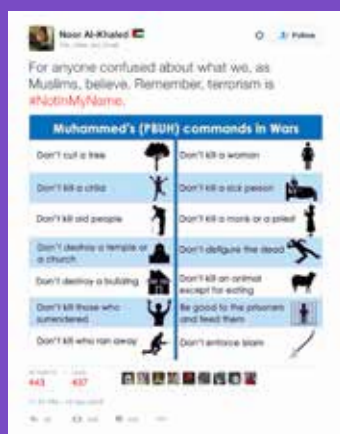 Noor Al-Khaled
Follow
For anyone confused about what we, as
Muslims, believe. Remember, terrorism is
#NotInMyName.
Muhammed's (PBUH) commands in Wars
Don't cut a tree
Don't kill a woman
Don't kill a child
Don't kill a sick person
Don't kill old people
Don't kill a monk or a priest
Don't destroy a temple or
a church
Don't disfigure the dead
Don't destroy a building
Don't kill an animal
except for eating
Don't kill those who
surrendered
Be good to the prisoners
and feed them
Don't kill who ran away
Don't enforce Islam
443
437